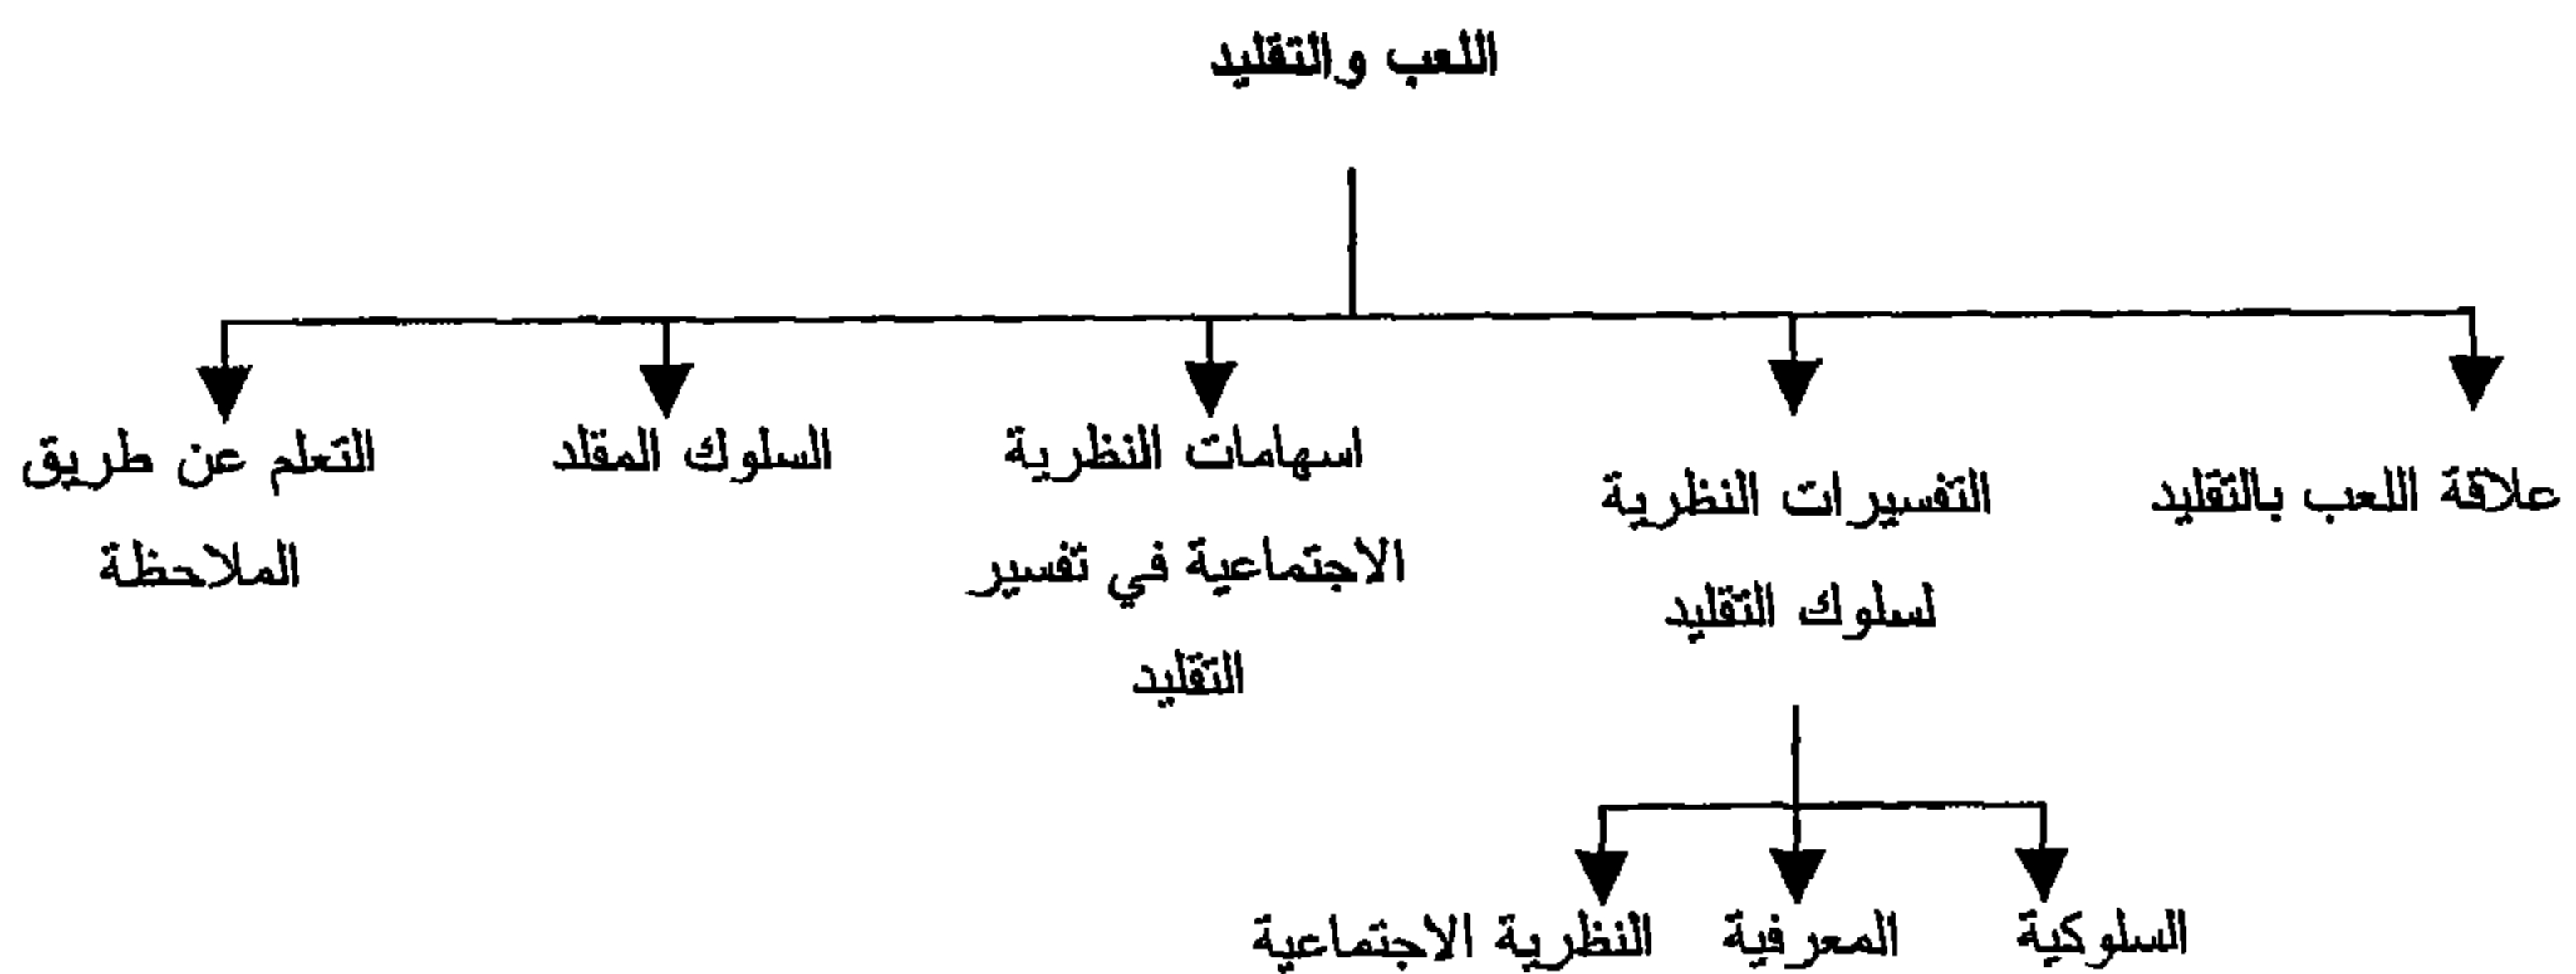 اللعب والتقليد
علاقة اللعب بالتقليد
التفسيرات النظرية
لسلوك التقليد
اسهامات النظرية
الاجتماعية في تفسير
التقليد
السلوك المقلد
التعلم عن طريق
الملاحظة
السلوكية
المعرفية
النظرية الاجتماعية